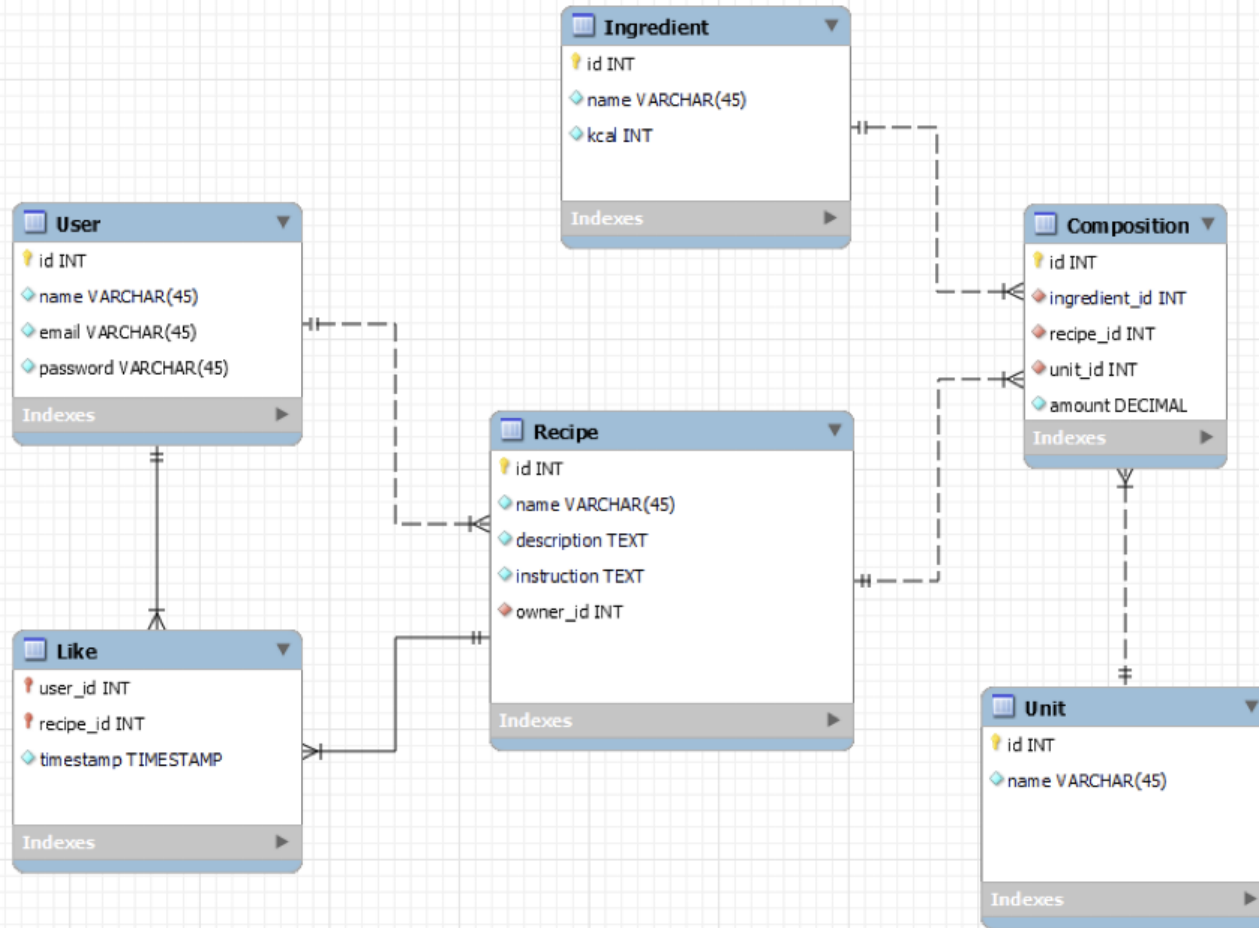 Ingredient
id INT
name VARCHAR(45)
kcal INT
Indexes
User
id INT
name VARCHAR(45)
email VARCHAR(45)
password VARCHAR(45)
Indexes
Composition
id INT
ingredient_id INT
recipe_id INT
unit_id INT
amount DECIMAL
Indexes
Recipe
id INT
name VARCHAR(45)
description TEXT
instruction TEXT
owner_id INT
Indexes
Like
user_id INT
recipe_id INT
timestamp TIMESTAMP
Indexes
Unit
id INT
name VARCHAR(45)
Indexes